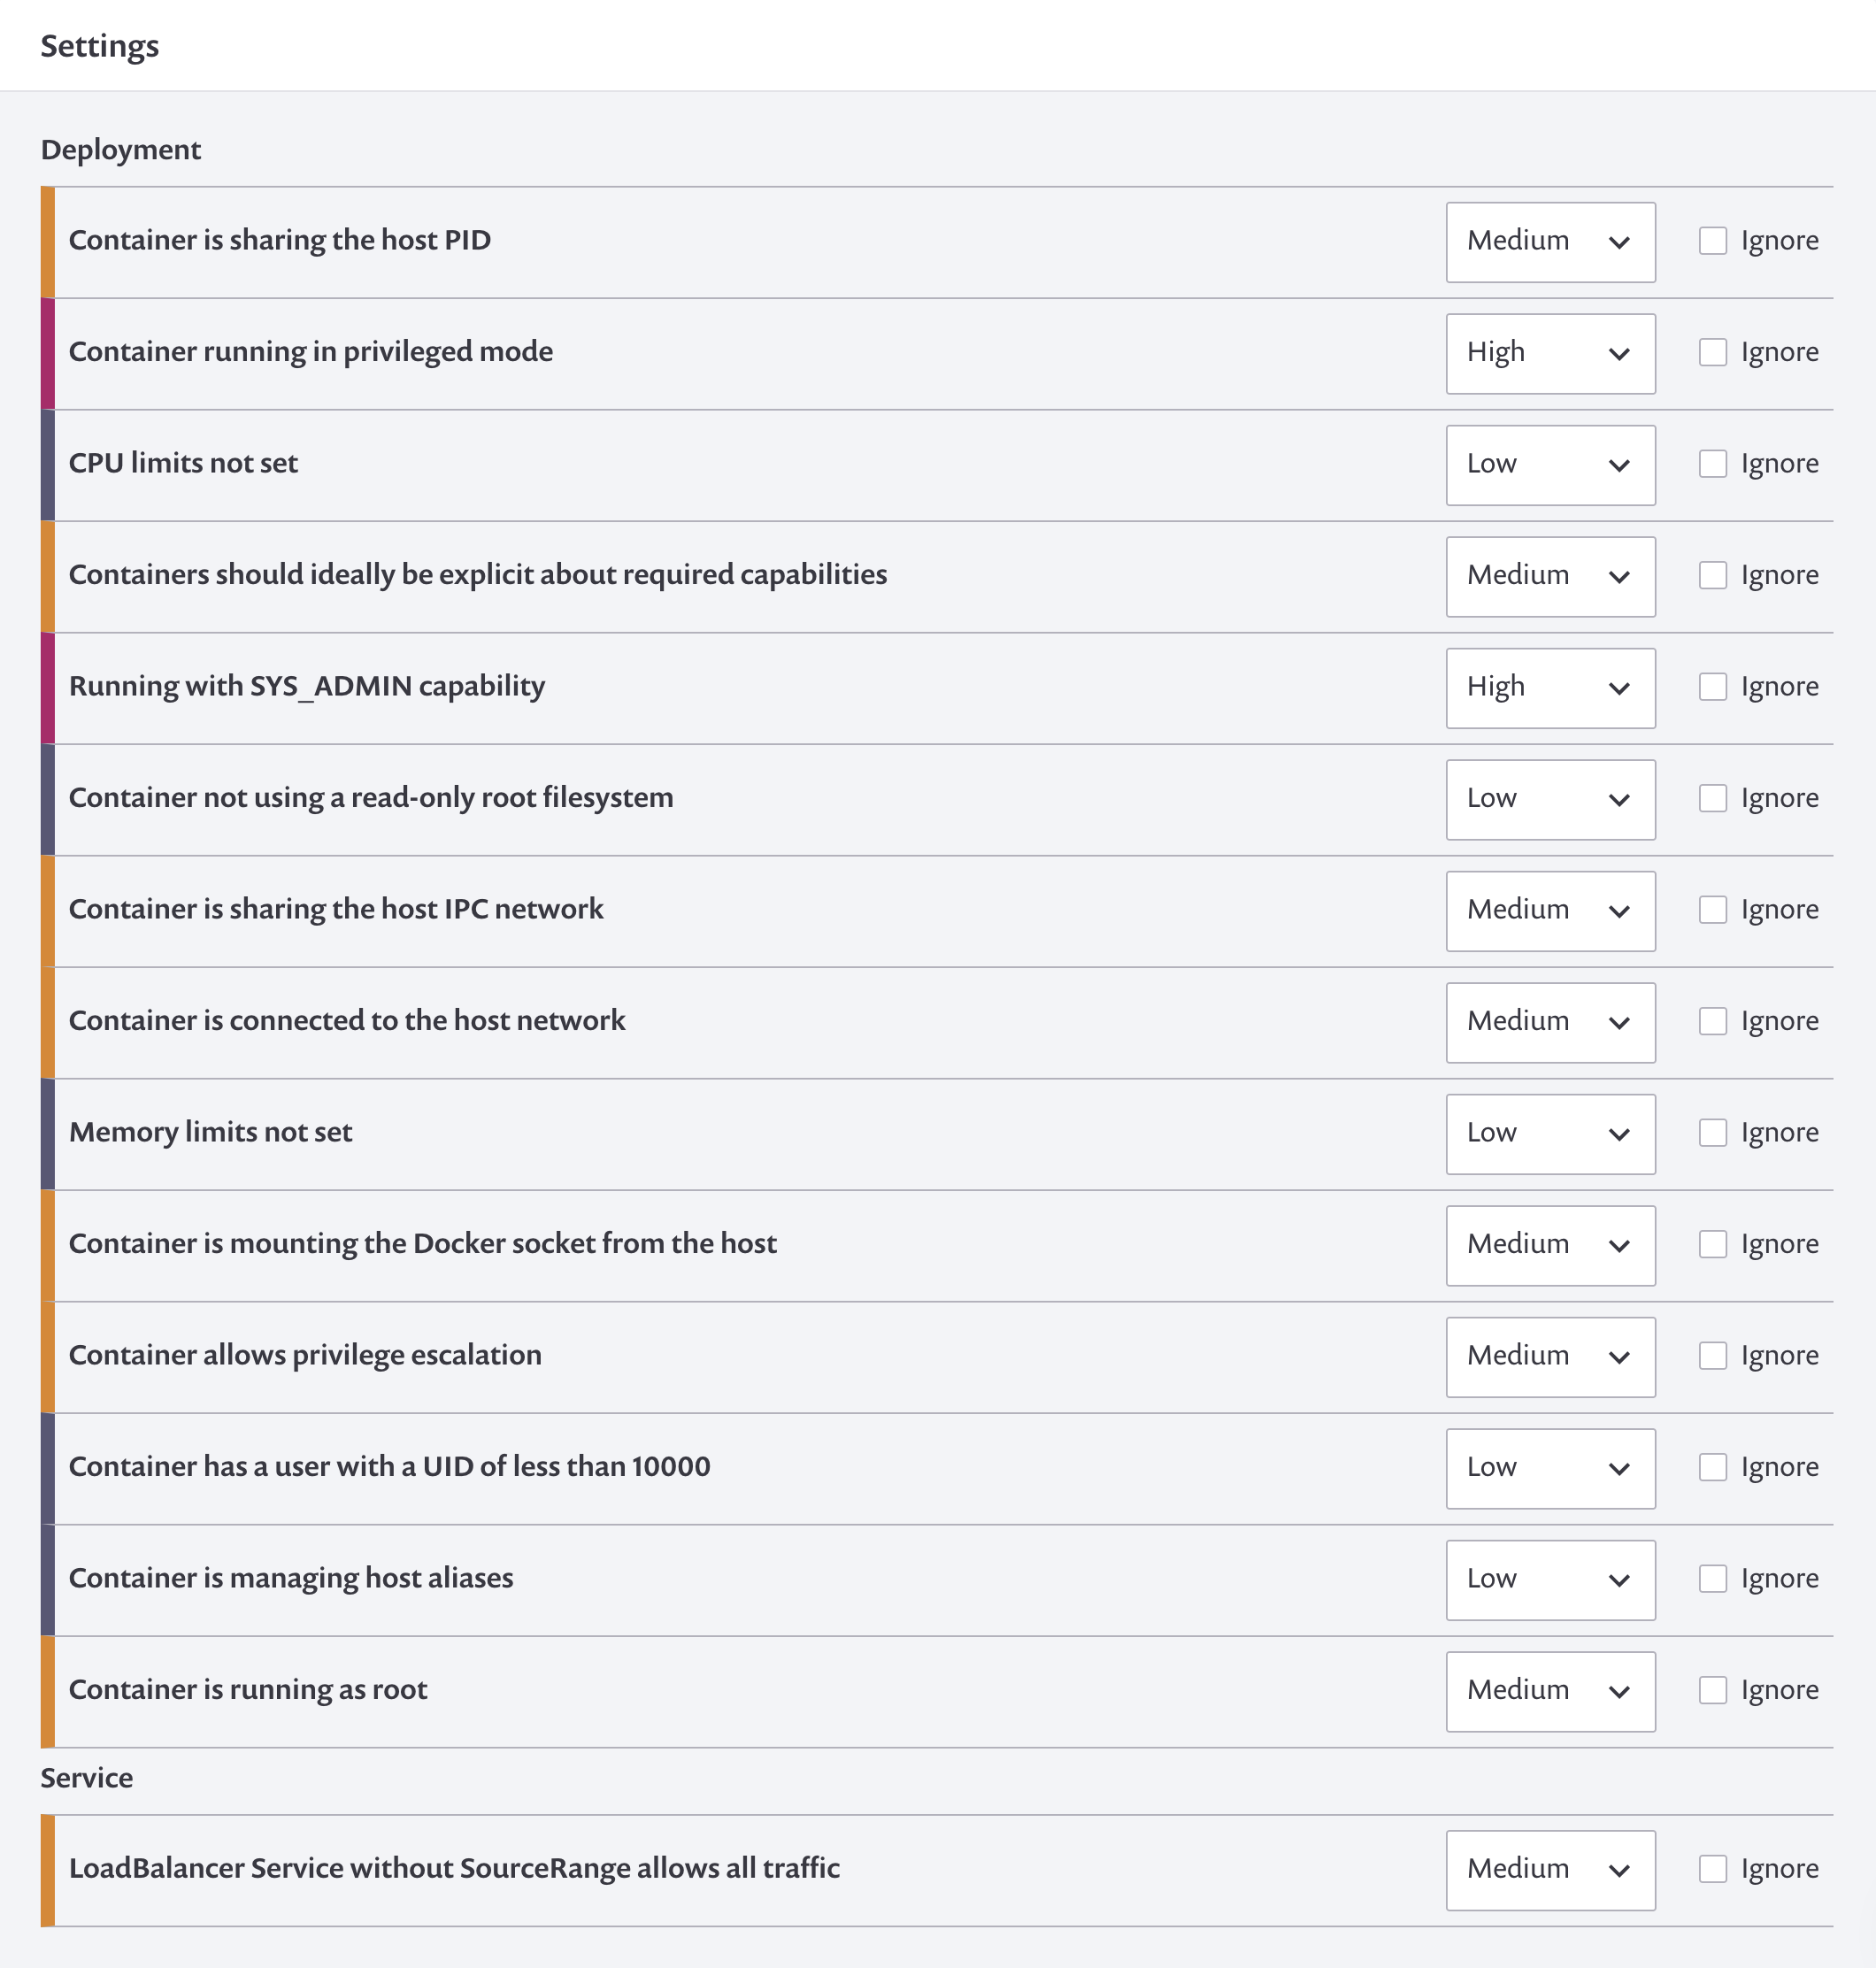 Settings
Deployment
Container is sharing the host PID Medium Ignore
Container running in privileged mode High Ignore
CPU limits not set Low Ignore
Containers should ideally be explicit about required capabilities Medium Ignore
Running with SYS_ADMIN capability High Ignore
Container not using a read-only root filesystem Low Ignore
Container is sharing the host IPC network Medium Ignore
Container is connected to the host network Medium Ignore
Memory limits not set Low Ignore
Container is mounting the Docker socket from the host Medium Ignore
Container allows privilege escalation Medium Ignore
Container has a user with a UID of less than 10000 Low Ignore
Container is managing host aliases Low Ignore
Container is running as root Medium Ignore
Service
LoadBalancer Service without SourceRange allows all traffic Medium Ignore